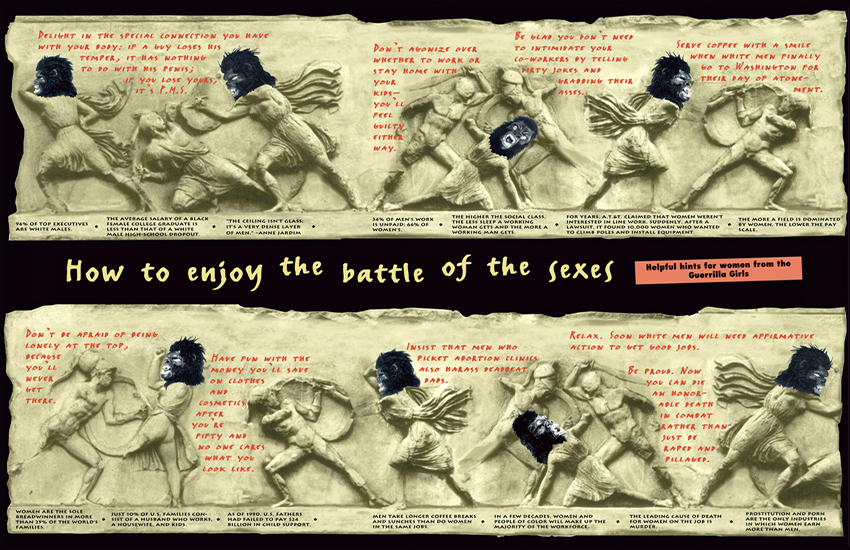 Delight in the special connection you have
with your body: if a guy loses his
temper, it has nothing
to do with his penis;
if you lose yours,
it's P.M.S.
Don't agonize over
whether to work or
stay home with
your
kids—
you'll
feel
guilty
either
way.
Be glad you don't need
to intimidate your
co-workers by telling
dirty jokes and
grabbing their
asses.
Serve coffee with a smile
when white men finally
go to Washington for
their day of atone-
ment.
96% OF TOP EXECUTIVES
ARE WHITE MALES.
THE AVERAGE SALARY OF A BLACK
FEMALE COLLEGE GRADUATE IS
LESS THAN THAT OF A WHITE
MALE HIGH-SCHOOL DROPOUT.
"THE CEILING ISN'T GLASS;
IT'S A VERY DENSE LAYER
OF MEN." –ANNE JARDIM
34% OF MEN'S WORK
IS UNPAID; 66% OF
WOMEN'S.
THE HIGHER THE SOCIAL CLASS,
THE LESS SLEEP A WORKING
WOMAN GETS AND THE MORE A
WORKING MAN GETS.
FOR YEARS, A.T.&T. CLAIMED THAT WOMEN WEREN'T
INTERESTED IN LINE WORK. SUDDENLY, AFTER A
LAWSUIT, IT FOUND 10,000 WOMEN WHO WANTED
TO CLIMB POLES AND INSTALL EQUIPMENT.
THE MORE A FIELD IS DOMINATED
BY WOMEN, THE LOWER THE PAY
SCALE.
How to enjoy the battle of the sexes
Helpful hints for women from the
Guerrilla Girls
Don't be afraid of being
lonely at the top,
because
you'll
never
get
there.
Have fun with the
money you'll save
on clothes
and
cosmetics
after
you're
fifty and
no one cares
what you
look like.
Insist that men who
picket abortion clinics
also harass deadbeat
dads.
Relax. Soon white men will need affirmative
action to get good jobs.
Be proud. Now
you can die
an honor-
able death
in combat
rather than
just be
raped and
pillaged.
WOMEN ARE THE SOLE
BREADWINNERS IN MORE
THAN 25% OF THE WORLD'S
FAMILIES.
JUST 10% OF U.S. FAMILIES CON-
SIST OF A HUSBAND WHO WORKS,
A HOUSEWIFE, AND KIDS.
AS OF 1990, U.S. FATHERS
HAD FAILED TO PAY $24
BILLION IN CHILD SUPPORT.
MEN TAKE LONGER COFFEE BREAKS
AND LUNCHES THAN DO WOMEN
IN THE SAME JOBS.
IN A FEW DECADES, WOMEN AND
PEOPLE OF COLOR WILL MAKE UP THE
MAJORITY OF THE WORKFORCE.
THE LEADING CAUSE OF DEATH
FOR WOMEN ON THE JOB IS
MURDER.
PROSTITUTION AND PORN
ARE THE ONLY INDUSTRIES
IN WHICH WOMEN EARN
MORE THAN MEN.